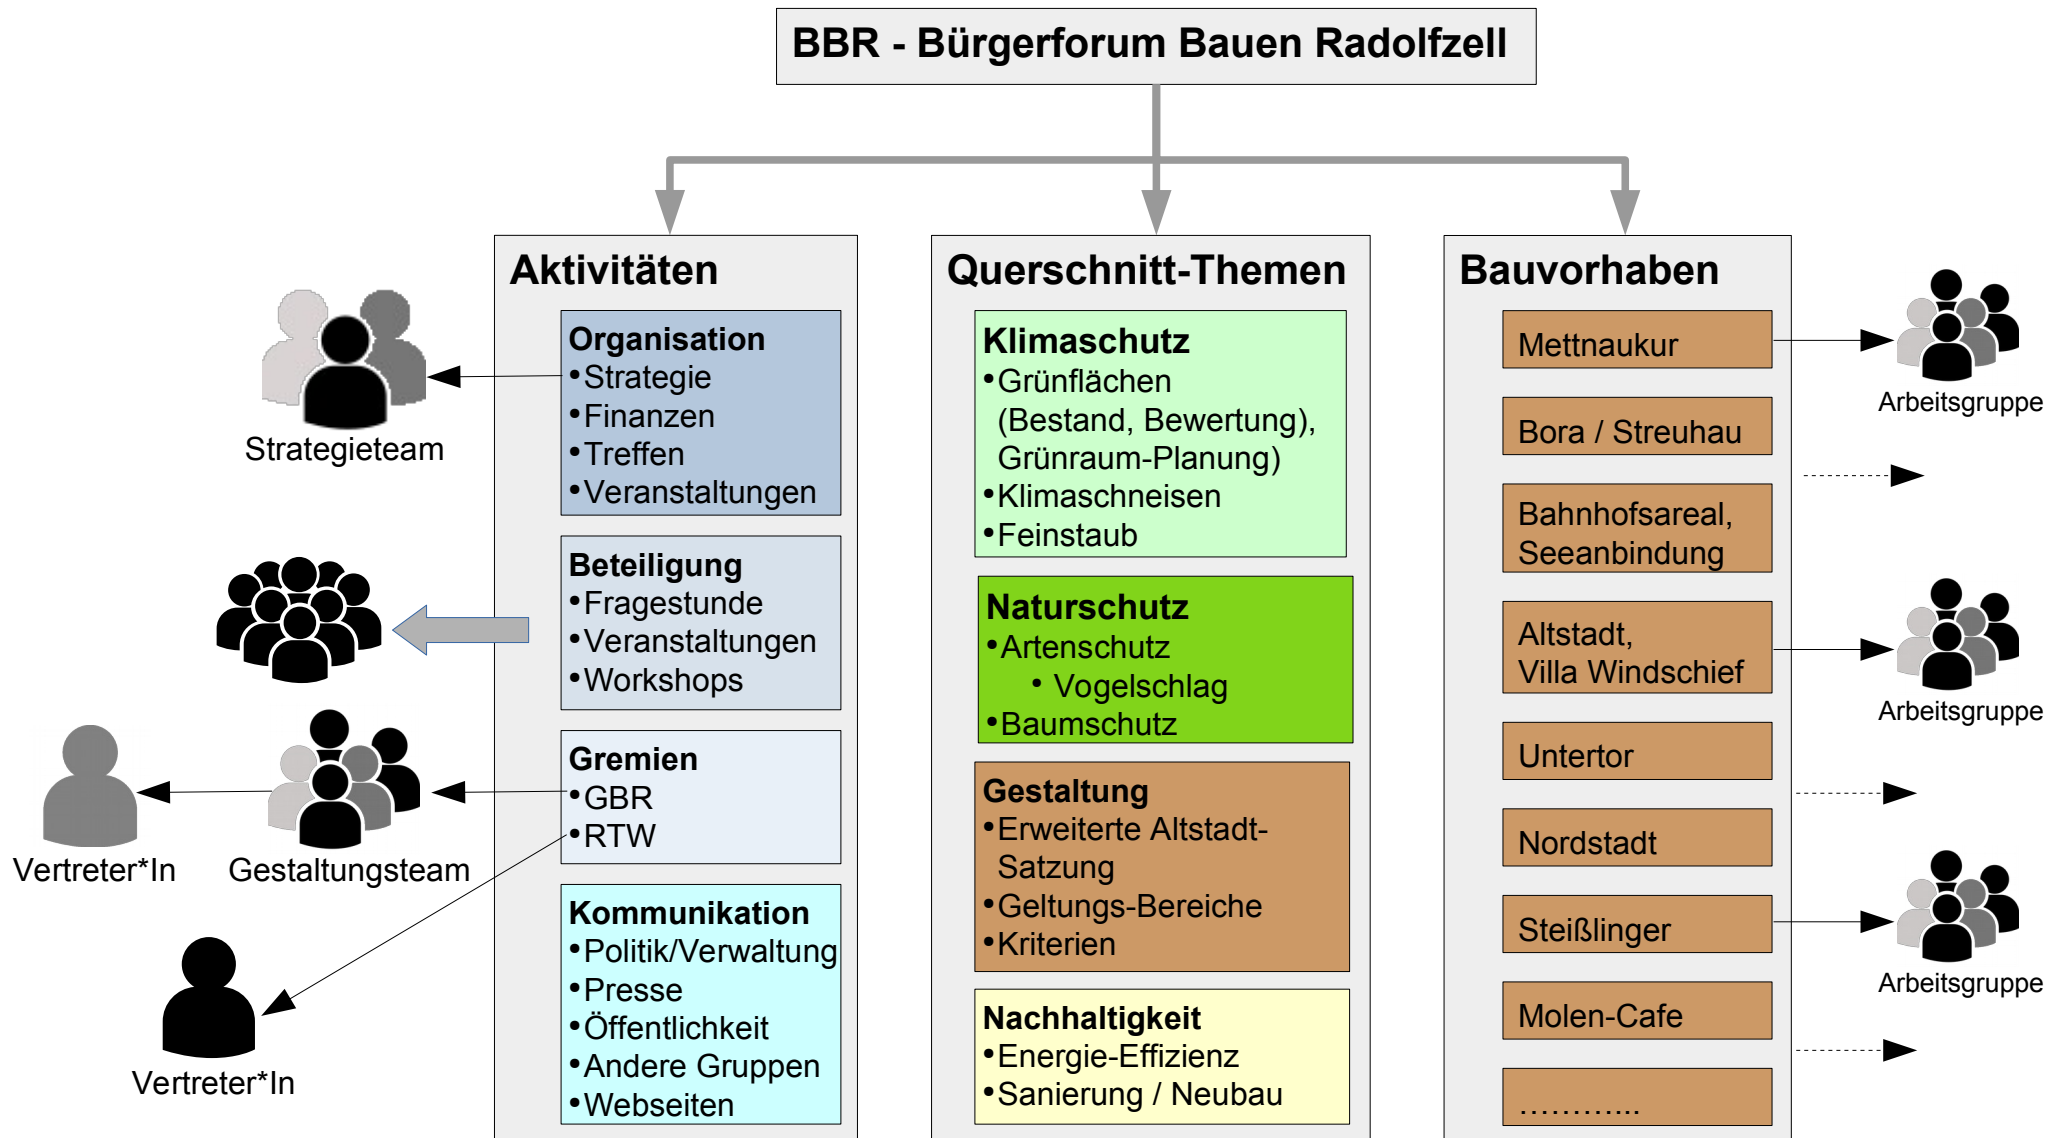 BBR - Bürgerforum Bauen Radolfzell
Aktivitäten
Organisation
•Strategie
•Finanzen
•Treffen
•Veranstaltungen
Beteiligung
•Fragestunde
•Veranstaltungen
•Workshops
Gremien
•GBR
•RTW
Kommunikation
•Politik/Verwaltung
•Presse
•Öffentlichkeit
•Andere Gruppen
•Webseiten
Strategieteam
Vertreter*In
Gestaltungsteam
Vertreter*In
Querschnitt-Themen
Klimaschutz
•Grünflächen
(Bestand, Bewertung),
Grünraum-Planung)
•Klimaschneisen
•Feinstaub
Naturschutz
•Artenschutz
• Vogelschlag
•Baumschutz
Gestaltung
•Erweiterte Altstadt-
Satzung
•Geltungs-Bereiche
•Kriterien
Nachhaltigkeit
•Energie-Effizienz
•Sanierung / Neubau
Bauvorhaben
Mettnaukur
Bora / Streuhau
Bahnhofsareal,
Seeanbindung
Altstadt,
Villa Windschief
Untertor
Nordstadt
Steißlinger
Molen-Cafe
…………...
Arbeitsgruppe
Arbeitsgruppe
Arbeitsgruppe